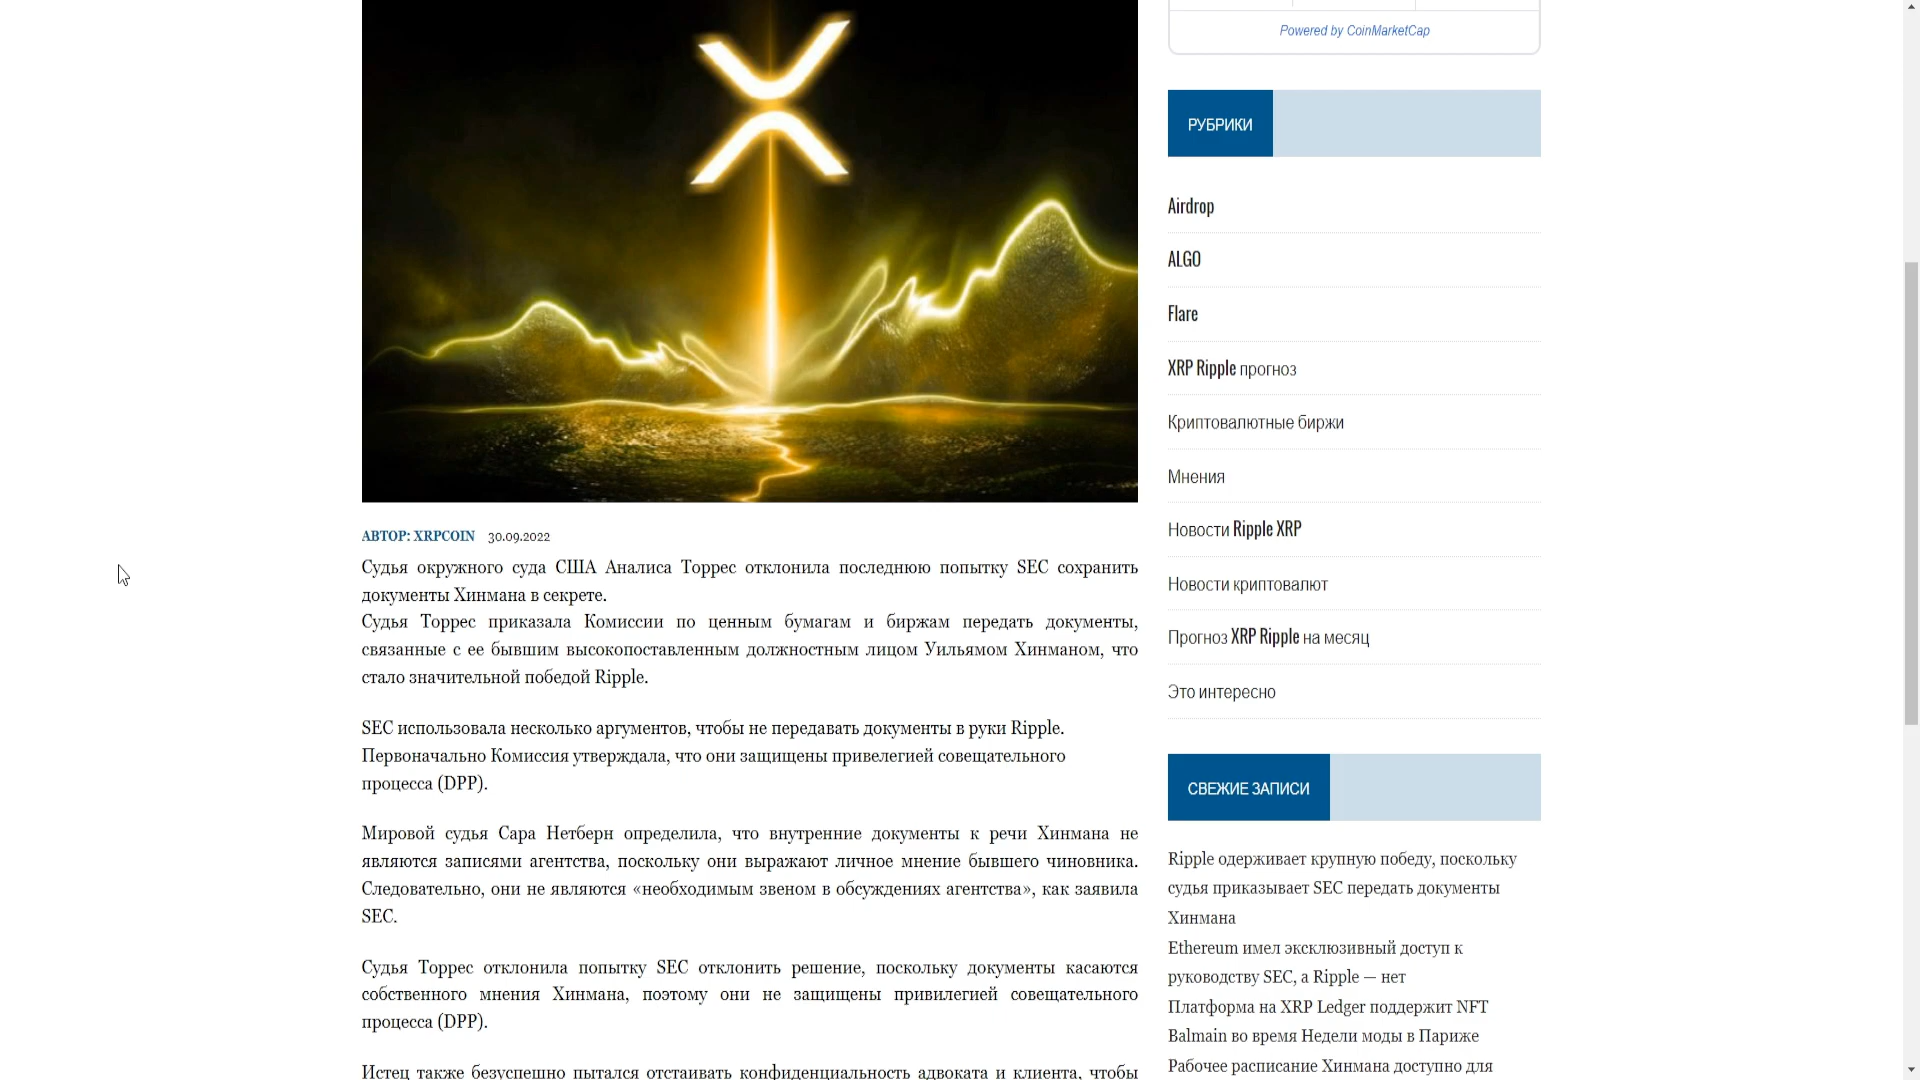 Powered by CoinMarketCap
РУБРИКИ
Airdrop
ALGO
Flare
XRP Ripple прогноз
Криптовалютные биржи
Мнения
Новости Ripple XRP
Новости криптовалют
Прогноз XRP Ripple на месяц
Это интересно
АВТОР: XRPCOIN 30.09.2022
Судья окружного суда США Аналиса Торрес отклонила последнюю попытку SEC сохранить
документы Хинмана в секрете.
Судья Торрес приказала Комиссии по ценным бумагам и биржам передать документы,
связанные с ее бывшим высокопоставленным должностным лицом Уильямом Хинманом, что
стало значительной победой Ripple.
SEC использовала несколько аргументов, чтобы не передавать документы в руки Ripple.
Первоначально Комиссия утверждала, что они защищены привелегией совещательного
процесса (DPP).
Мировой судья Сара Нетберн определила, что внутренние документы к речи Хинмана не
являются записями агентства, поскольку они выражают личное мнение бывшего чиновника.
Следовательно, они не являются «необходимым звеном в обсуждениях агентства», как заявила
SEC.
Судья Торрес отклонила попытку SEC отклонить решение, поскольку документы касаются
собственного мнения Хинмана, поэтому они не защищены привилегией совещательного
процесса (DPP).
Истец также безуспешно пытался отстаивать конфиденциальность адвоката и клиента, чтобы
СВЕЖИЕ ЗАПИСИ
Ripple одерживает крупную победу, поскольку
судья приказывает SEC передать документы
Хинмана
Ethereum имел эксклюзивный доступ к
руководству SEC, а Ripple — нет
Платформа на XRP Ledger поддержит NFT
Balmain во время Недели моды в Париже
Рабочее расписание Хинмана доступно для